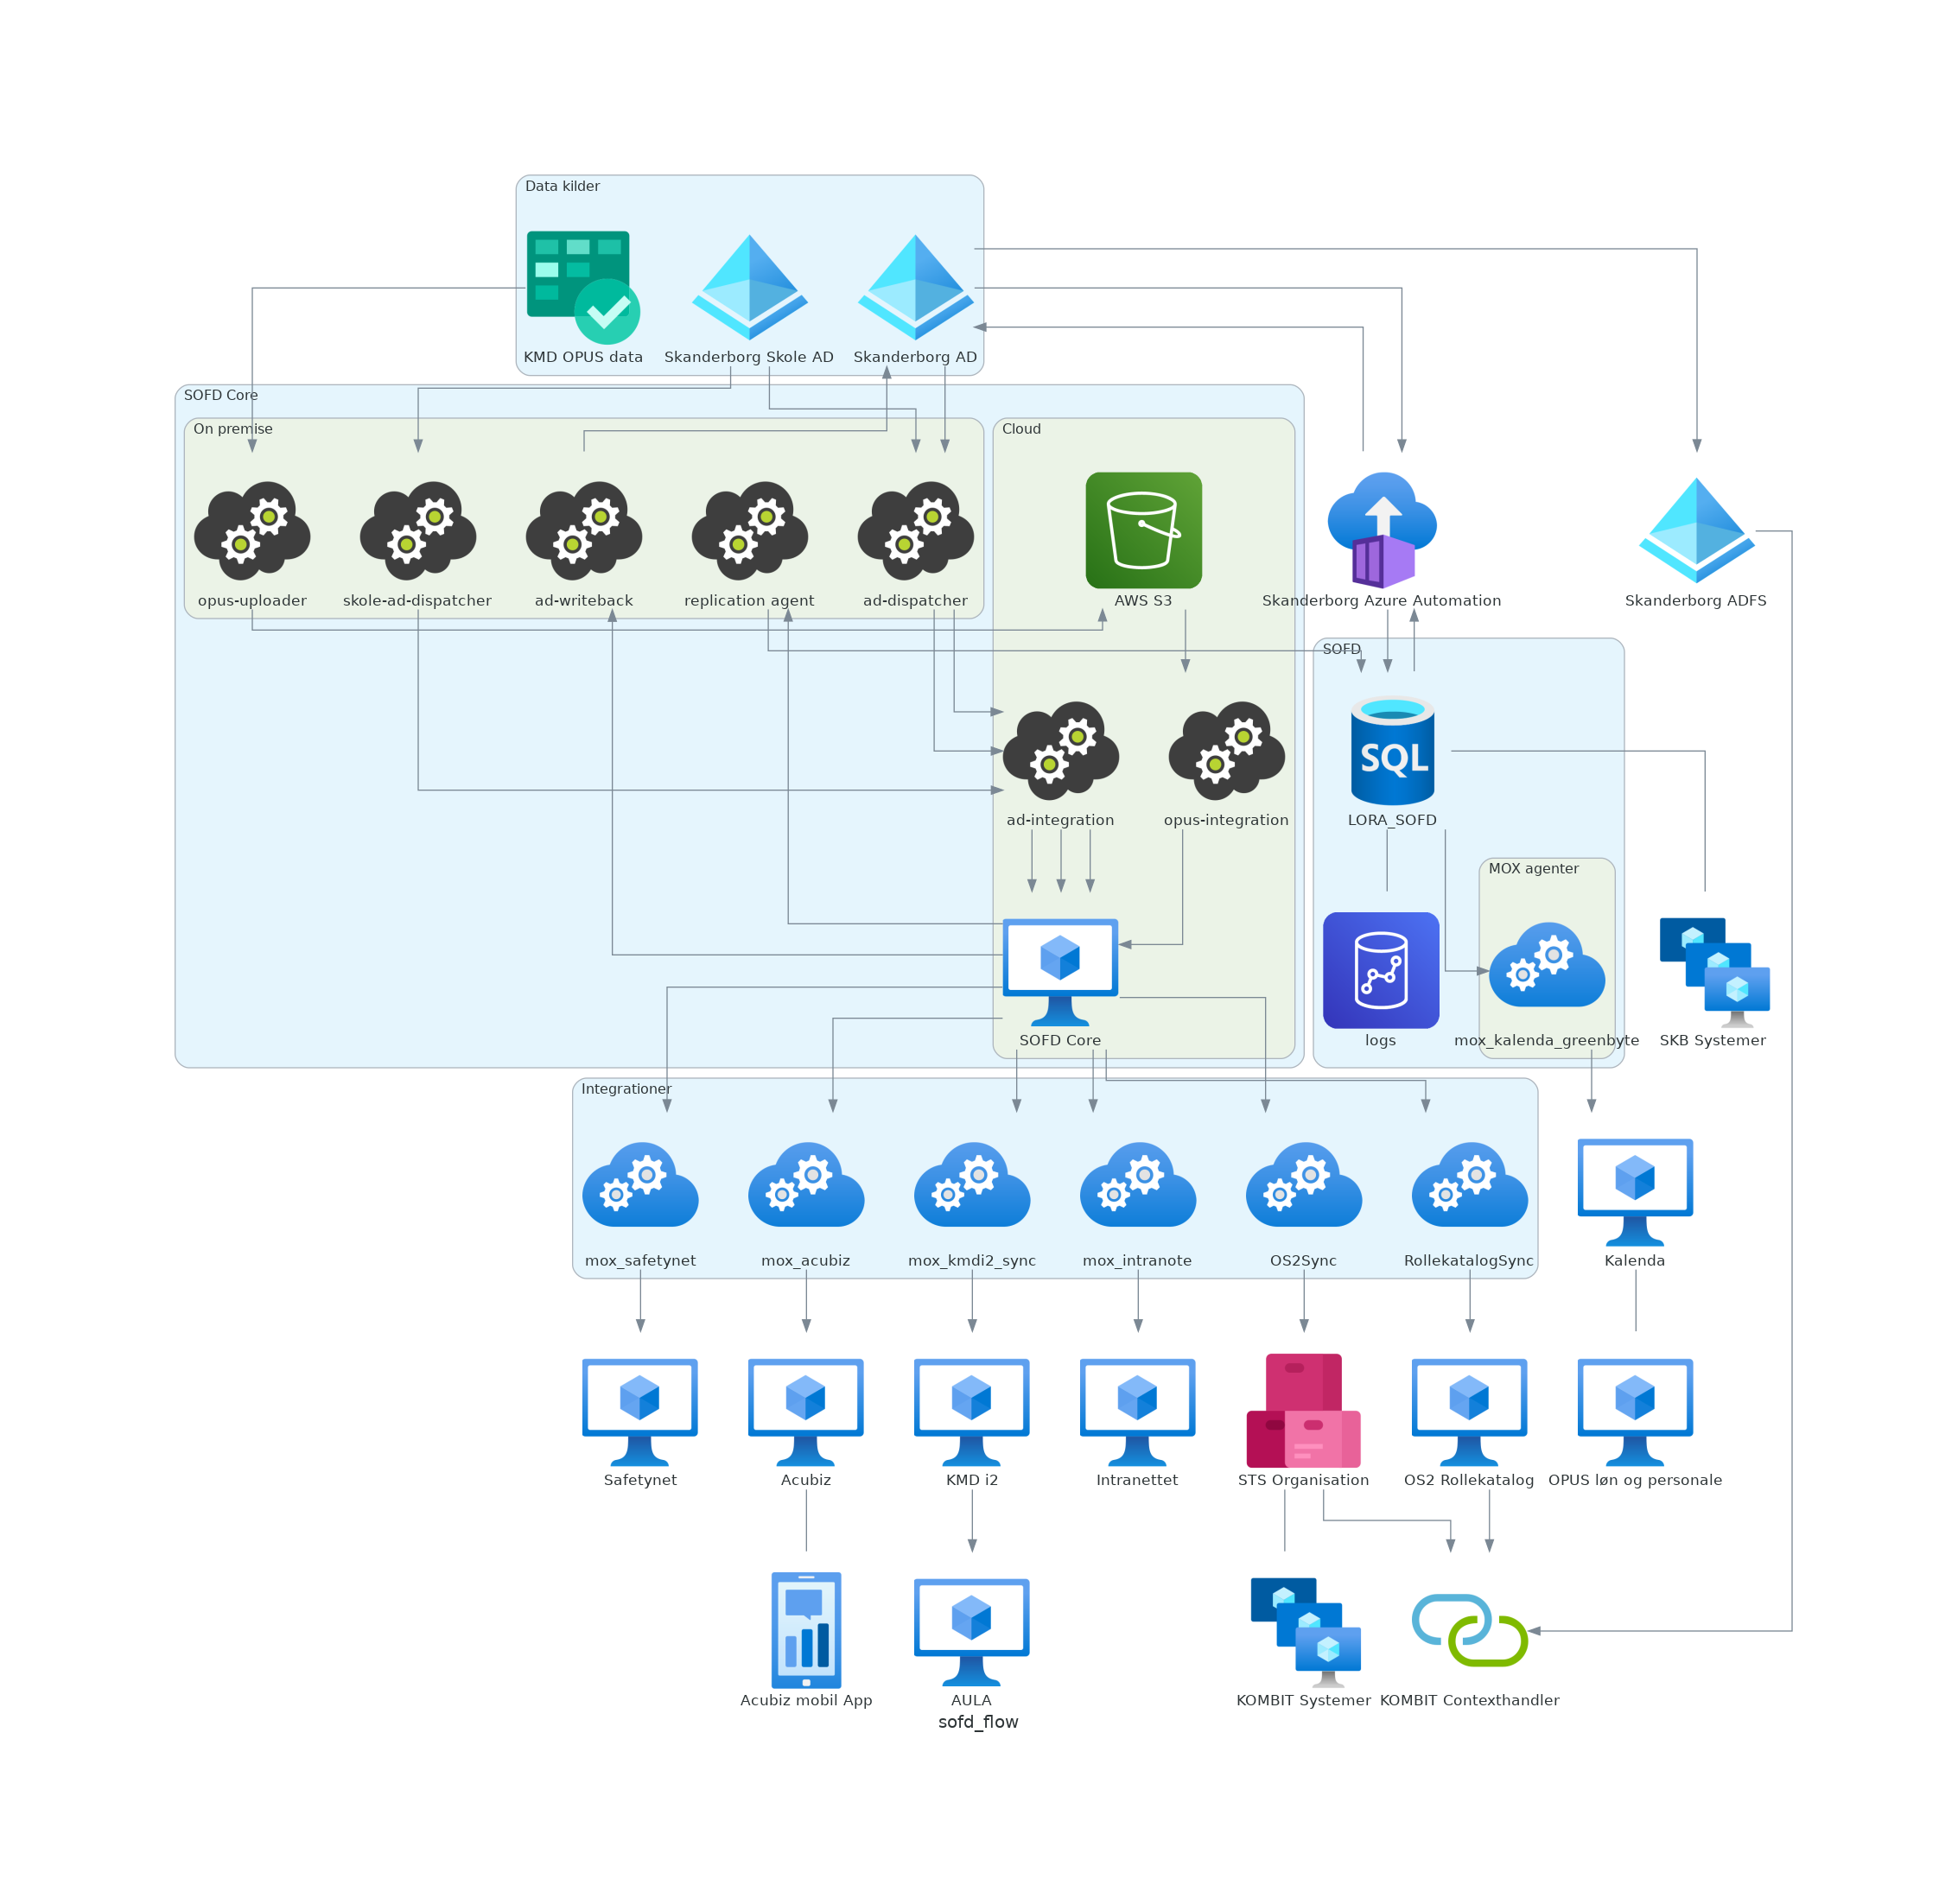 Data kilder
KMD OPUS data
Skanderborg Skole AD
Skanderborg AD
SOFD Core
On premise
Cloud
opus-uploader
skole-ad-dispatcher
ad-writeback
replication agent
ad-dispatcher
AWS S3
Skanderborg Azure Automation
Skanderborg ADFS
SOFD
SQL
ad-integration
opus-integration
LORA_SOFD
MOX agenter
SOFD Core
logs
mox_kalenda_greenbyte
SKB Systemer
Integrationer
mox_safetynet
mox_acubiz
mox_kmdi2_sync
mox_intranote
OS2Sync
RollekatalogSync
Kalenda
Safetynet
Acubiz
KMD i2
Intranettet
STS Organisation
OS2 Rollekatalog
OPUS løn og personale
Acubiz mobil App
AULA
KOMBIT Systemer
KOMBIT Contexthandler
sofd_flow